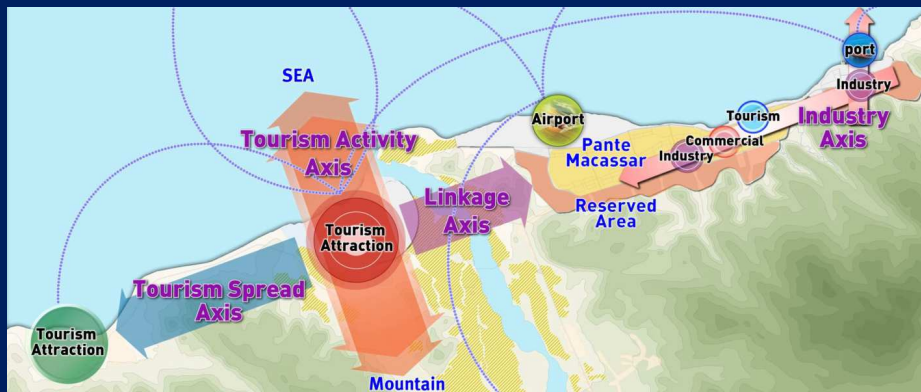 SEA
Tourism Activity
Axis
Tourism
Attraction
Linkage
Axis
Tourism Spread
Axis
Tourism
Attraction
Mountain
Airport
Pante
Macassar
Reserved
Area
Industry
Commercial
Tourism
port
Industry
Industry
Axis